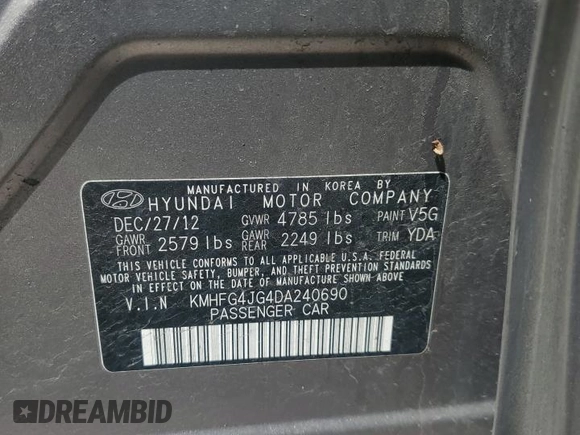 MANUFACTURED IN KOREA BY
HYUNDAI MOTOR COMPANY
DEC/27/12 GVWR 4785 lbs PAINT V5G
GAWR FRONT 2579 lbs GAWR REAR 2249 lbs TRIM YDA
THIS VEHICLE CONFORMS TO ALL APPLICABLE U.S.A. FEDERAL
MOTOR VEHICLE SAFETY, BUMPER, AND THEFT PREVENTION
STANDARDS IN EFFECT ON THE DATE OF MANUFACTURE SHOWN ABOVE
V.I.N KMHFG4JG4DA240690
PASSENGER CAR
DREAMBID